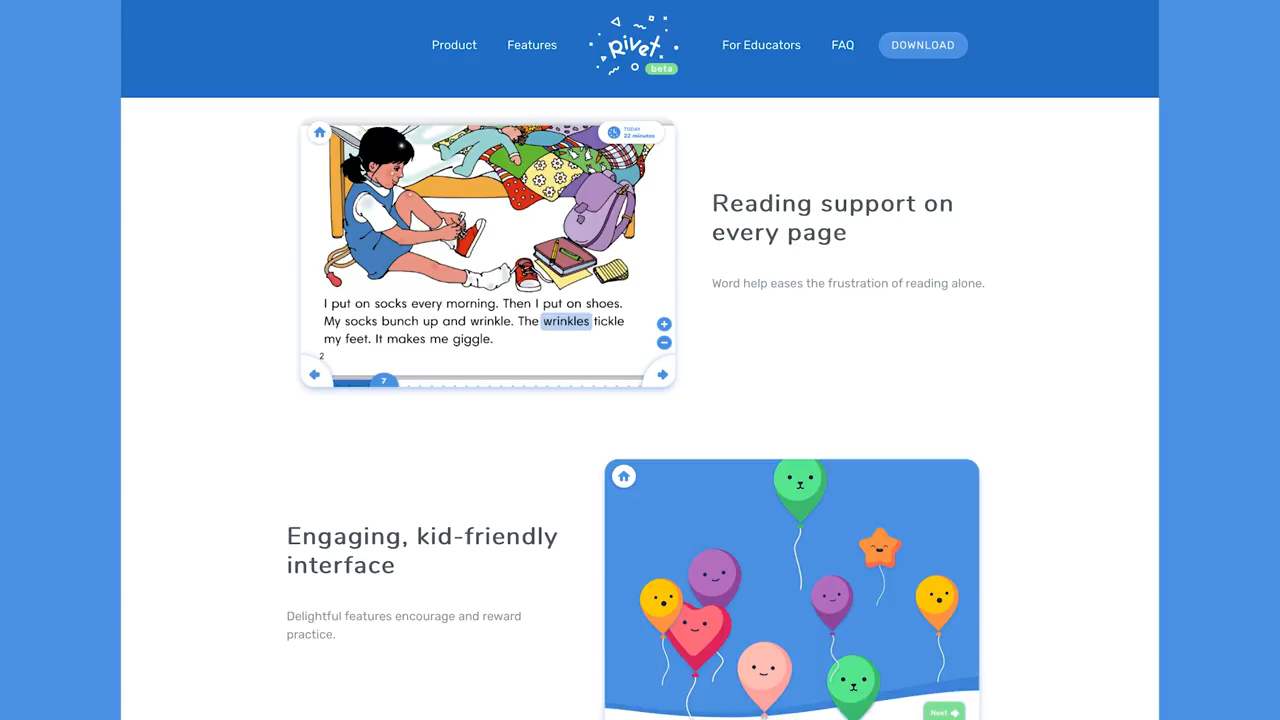 Product
Features
Rivet
beta
For Educators
FAQ
DOWNLOAD
TODAY
22 minutes
I put on socks every morning. Then I put on shoes.
My socks bunch up and wrinkle. The wrinkles tickle
my feet. It makes me giggle.
2
7
Reading support on
every page
Word help eases the frustration of reading alone.
Engaging, kid-friendly
interface
Delightful features encourage and reward
practice.
Next